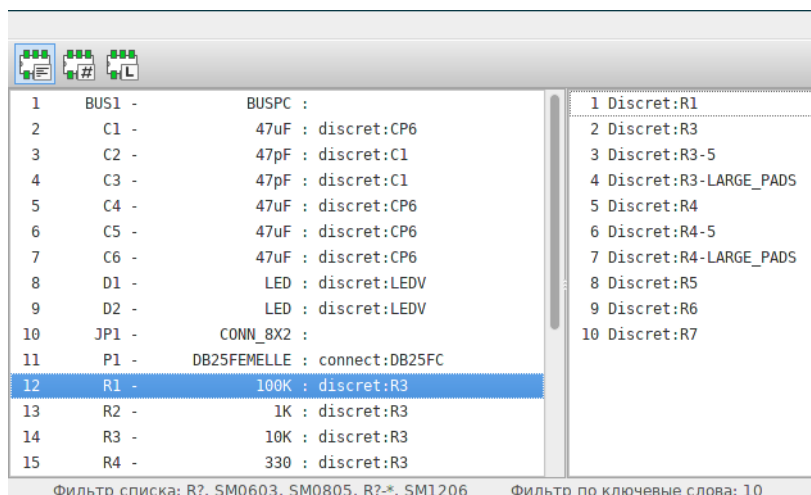 # L
1 BUS1 - BUSPC :
2 C1 - 47uF : discret:CP6
3 C2 - 47pF : discret:C1
4 C3 - 47pF : discret:C1
5 C4 - 47uF : discret:CP6
6 C5 - 47uF : discret:CP6
7 C6 - 47uF : discret:CP6
8 D1 - LED : discret:LEDV
9 D2 - LED : discret:LEDV
10 JP1 - CONN_8X2 :
11 P1 - DB25FEMELLE : connect:DB25FC
12 R1 - 100K : discret:R3
13 R2 - 1K : discret:R3
14 R3 - 10K : discret:R3
15 R4 - 330 : discret:R3
1 Discret:R1
2 Discret:R3
3 Discret:R3-5
4 Discret:R3-LARGE_PADS
5 Discret:R4
6 Discret:R4-5
7 Discret:R4-LARGE_PADS
8 Discret:R5
9 Discret:R6
10 Discret:R7
Фильтр списка: R?, SM0603, SM0805, R?-*, SM1206 Фильтр по ключевые слова: 10